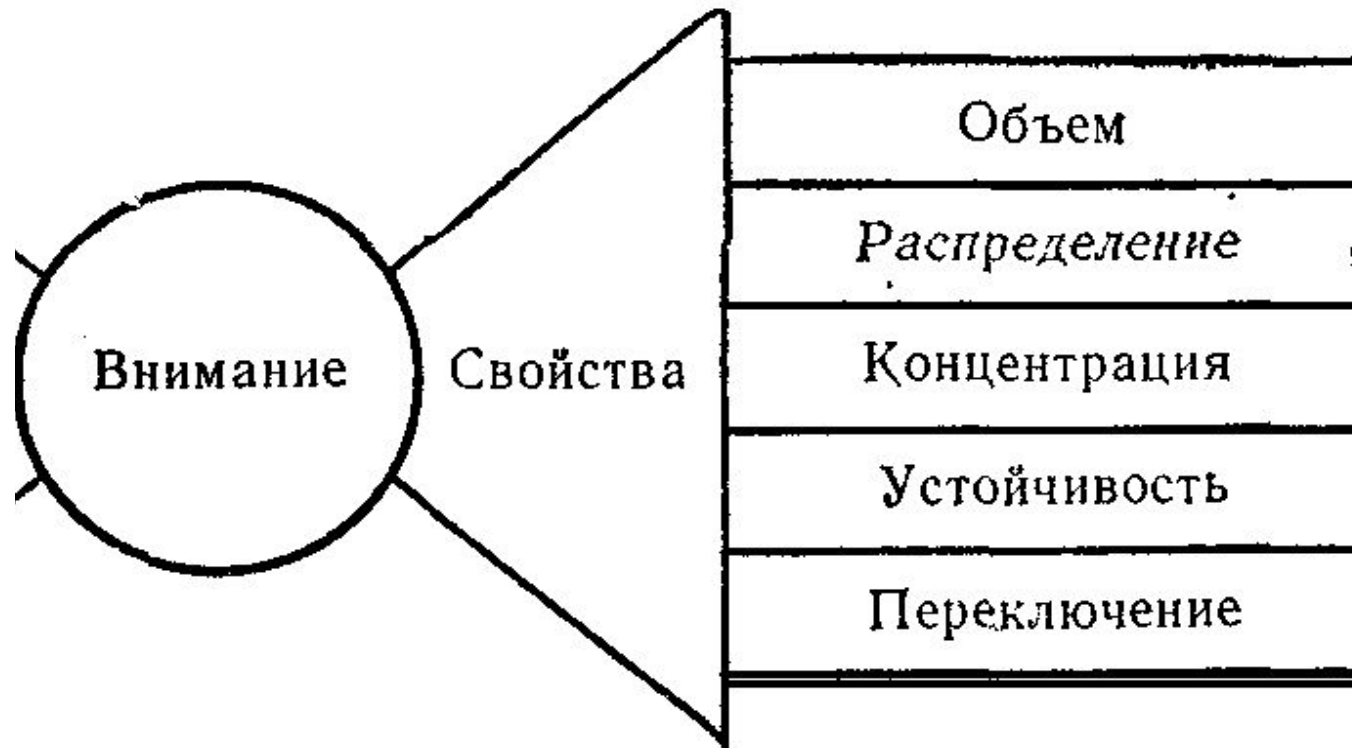 Внимание
Свойства
Объем
Распределение
Концентрация
Устойчивость
Переключение